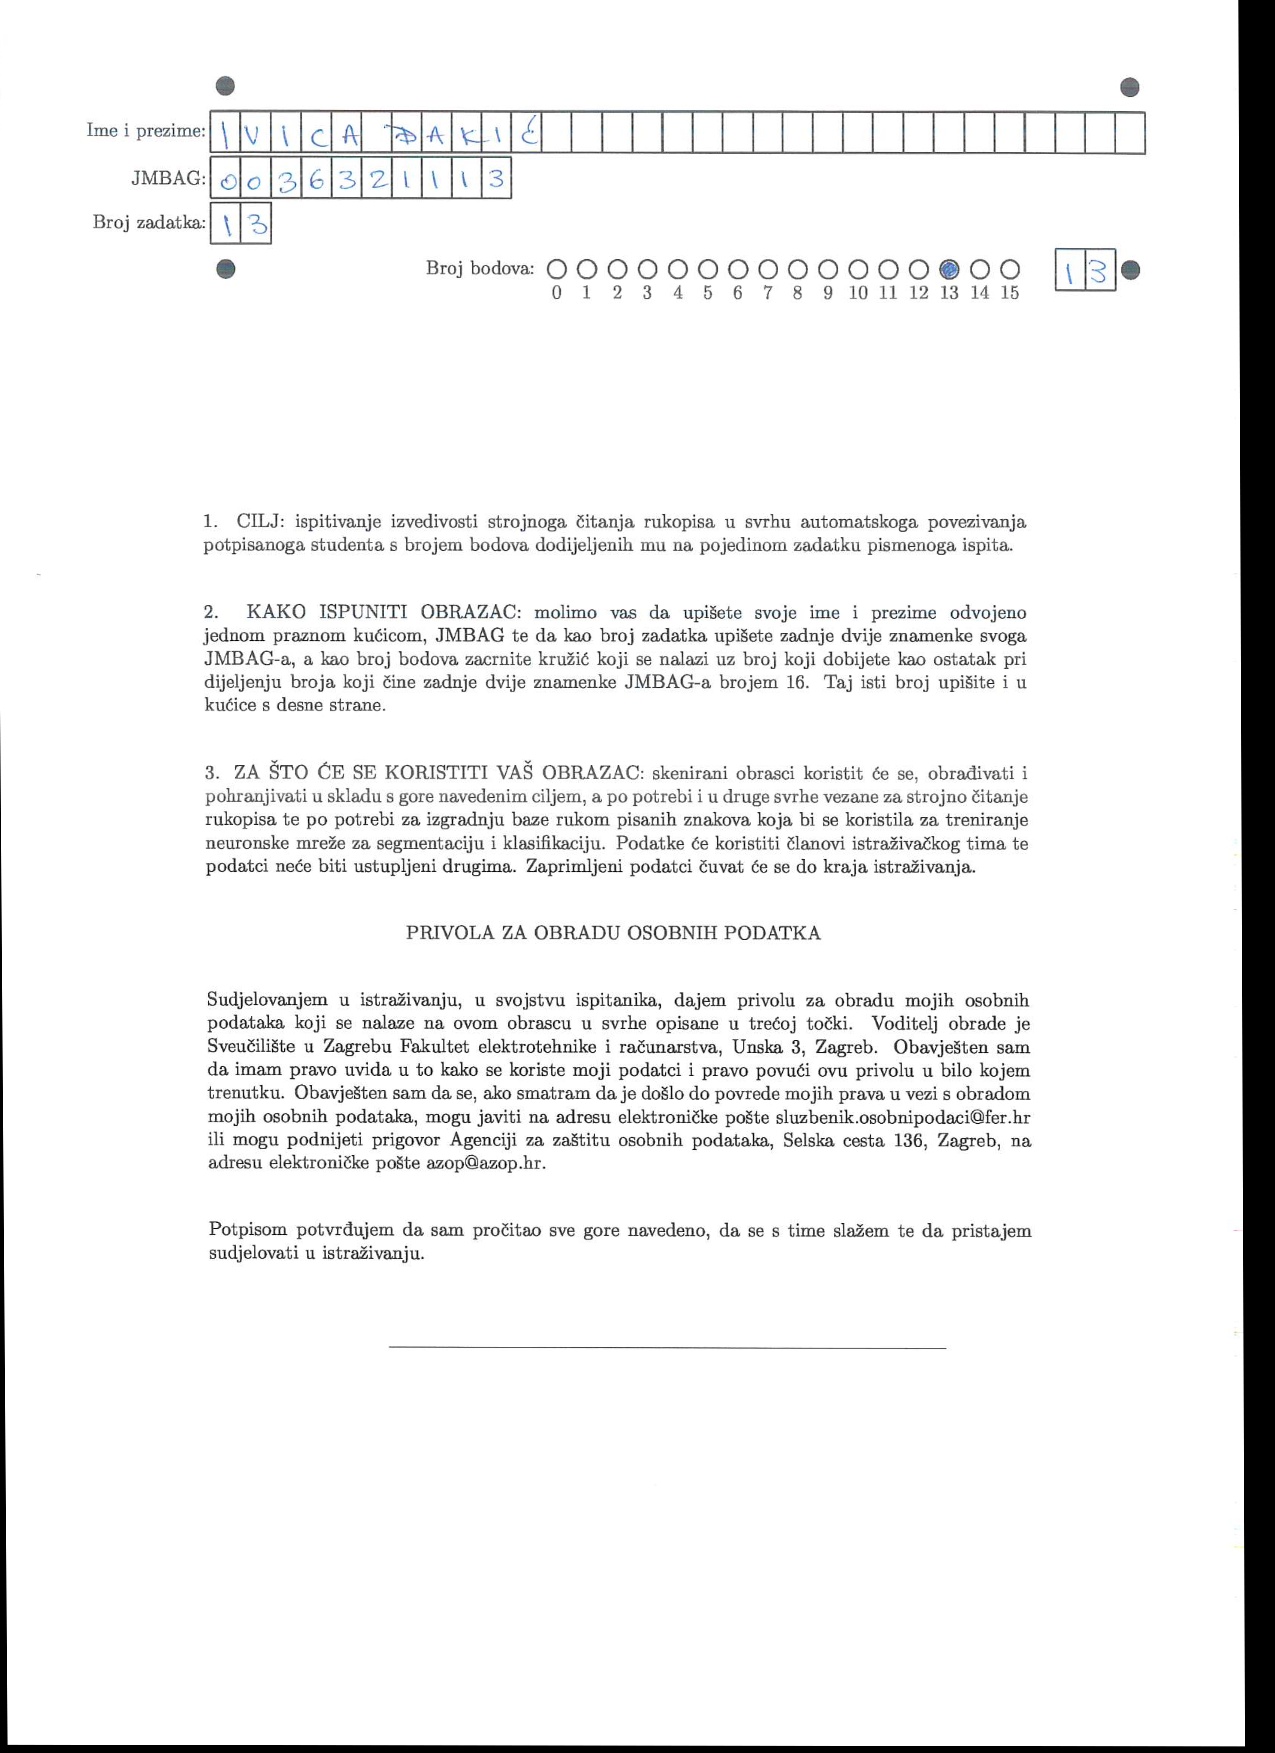 Ime i prezime: IVICA ĐAKIĆ
JMBAG: 0036321113
Broj zadatka: 13
Broj bodova: 13
0 1 2 3 4 5 6 7 8 9 10 11 12 13 14 15
1. CILJ: ispitivanje izvedivosti strojnoga čitanja rukopisa u svrhu automatskoga povezivanja
potpisanoga studenta s brojem bodova dodijeljenih mu na pojedinom zadatku pismenoga ispita.
2. KAKO ISPUNITI OBRAZAC: molimo vas da upišete svoje ime i prezime odvojeno
jednom praznom kućicom, JMBAG te da kao broj zadatka upišete zadnje dvije znamenke svoga
JMBAG-a, a kao broj bodova zacrnite kružić koji se nalazi uz broj koji dobijete kao ostatak pri
dijeljenju broja koji čine zadnje dvije znamenke JMBAG-a brojem 16. Taj isti broj upišite i u
kućice s desne strane.
3. ZA ŠTO ĆE SE KORISTITI VAŠ OBRAZAC: skenirani obrasci koristit će se, obrađivati i
pohranjivati u skladu s gore navedenim ciljem, a po potrebi i u druge svrhe vezane za strojno čitanje
rukopisa te po potrebi za izgradnju baze rukom pisanih znakova koja bi se koristila za treniranje
neuronske mreže za segmentaciju i klasifikaciju. Podatke će koristiti članovi istraživačkog tima te
podatci neće biti ustupljeni drugima. Zaprimljeni podatci čuvat će se do kraja istraživanja.
PRIVOLA ZA OBRADU OSOBNIH PODATKA
Sudjelovanjem u istraživanju, u svojstvu ispitanika, dajem privolu za obradu mojih osobnih
podataka koji se nalaze na ovom obrascu u svrhe opisane u trećoj točki. Voditelj obrade je
Sveučilište u Zagrebu Fakultet elektrotehnike i računarstva, Unska 3, Zagreb. Obavješten sam
da imam pravo uvida u to kako se koriste moji podatci i pravo povući ovu privolu u bilo kojem
trenutku. Obavješten sam da se, ako smatram da je došlo do povrede mojih prava u vezi s obradom
mojih osobnih podataka, mogu javiti na adresu elektroničke pošte sluzbenik.osobnipodaci@fer.hr
ili mogu podnijeti prigovor Agenciji za zaštitu osobnih podataka, Selska cesta 136, Zagreb, na
adresu elektroničke pošte azop@azop.hr.
Potpisom potvrđujem da sam pročitao sve gore navedeno, da se s time slažem te da pristajem
sudjelovati u istraživanju.